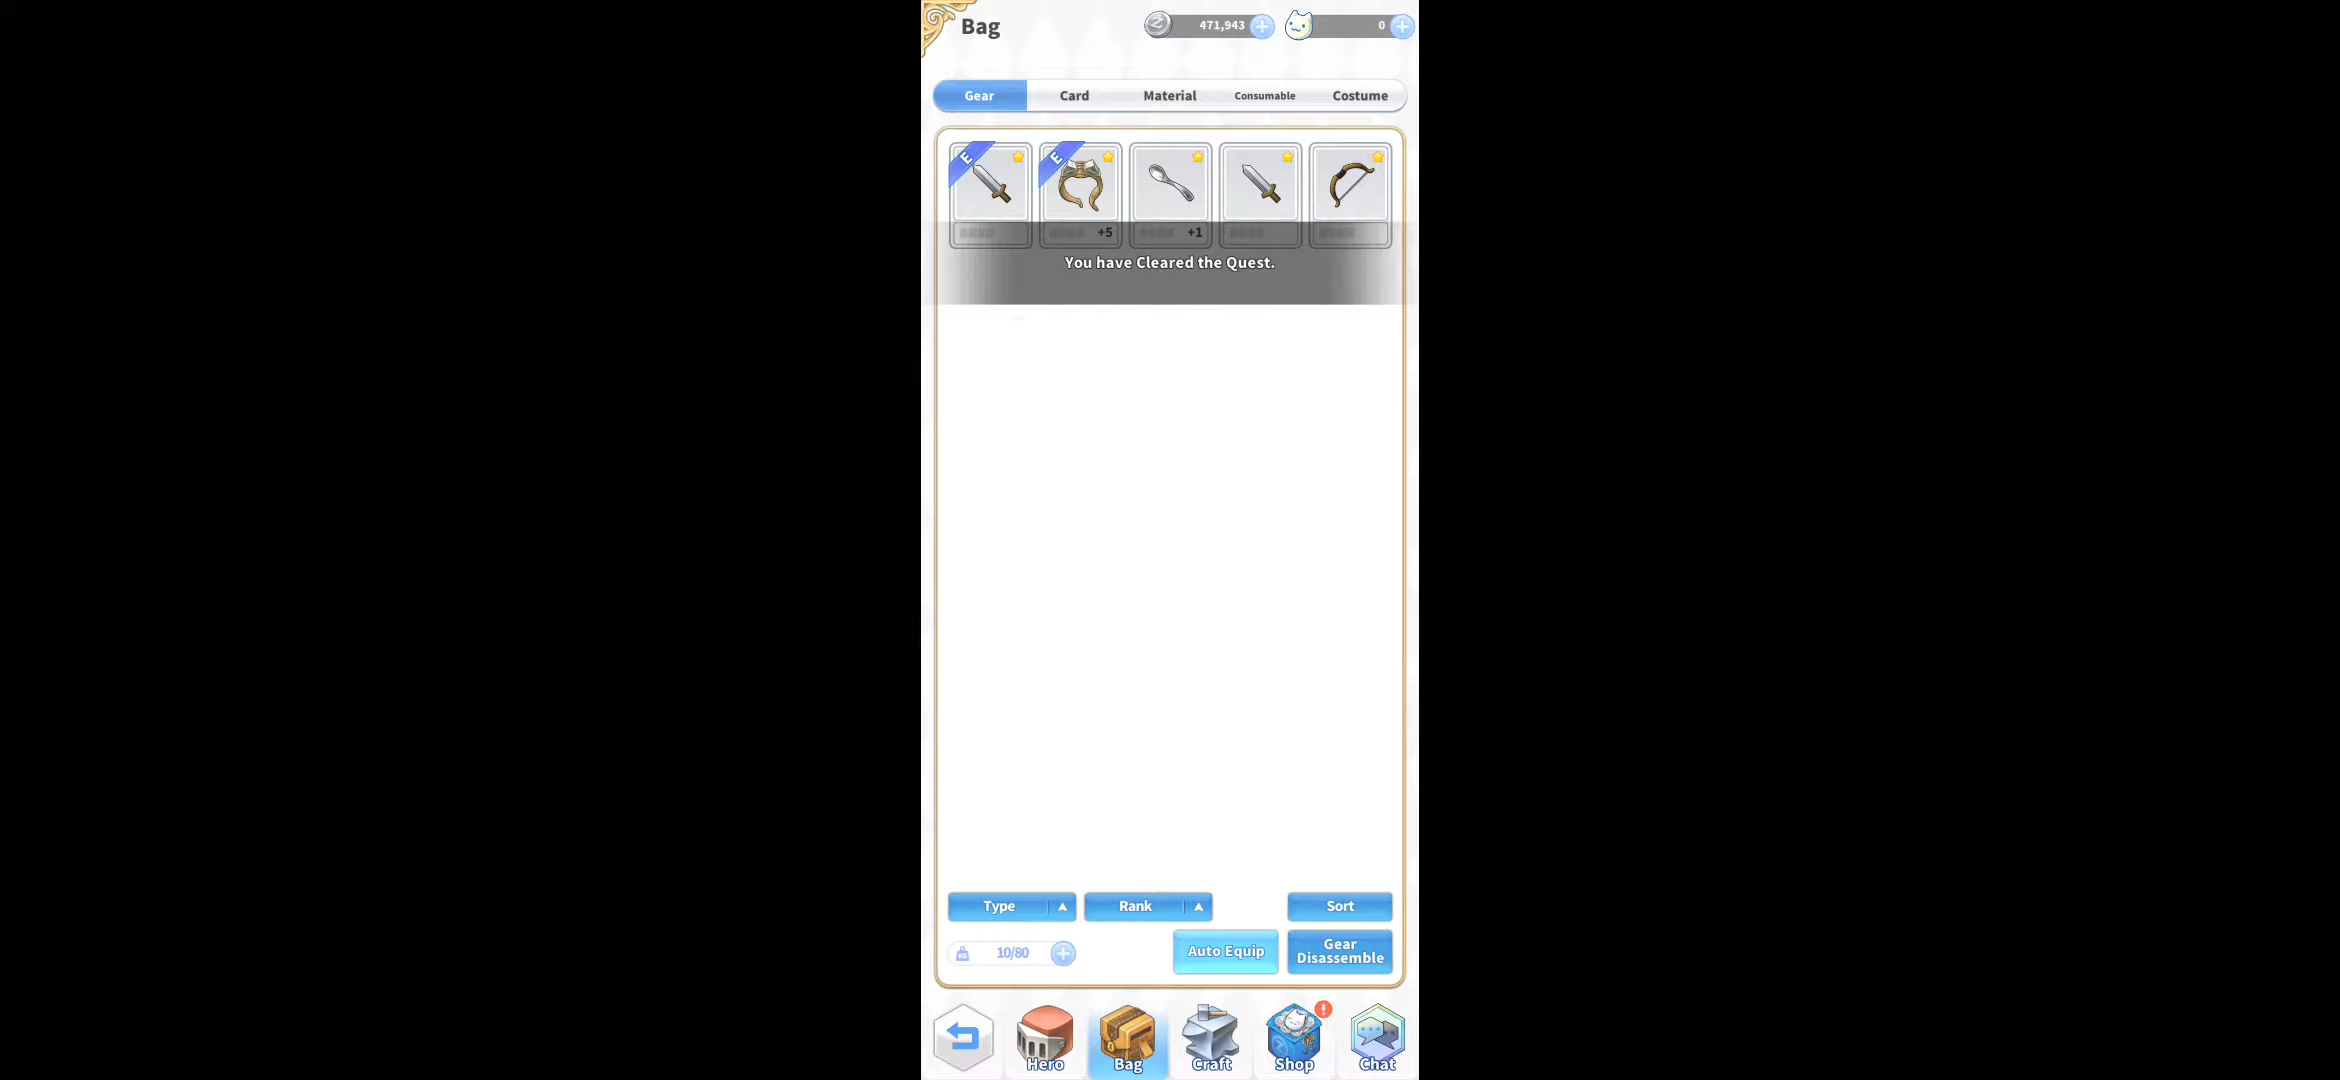 Bag
471,943
0
Gear
Card
Material
Consumable
Costume
E
E
+5
+1
You have Cleared the Quest.
Type
Rank
Sort
10/80
Auto Equip
Gear
Disassemble
Hero
Bag
Craft
Shop
Chat